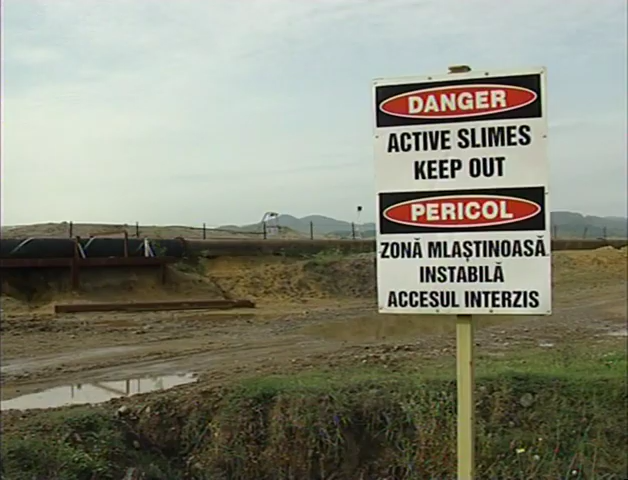 DANGER
ACTIVE SLIMES
KEEP OUT
PERICOL
ZONĂ MLAȘTINOASĂ
INSTABILĂ
ACCESUL INTERZIS